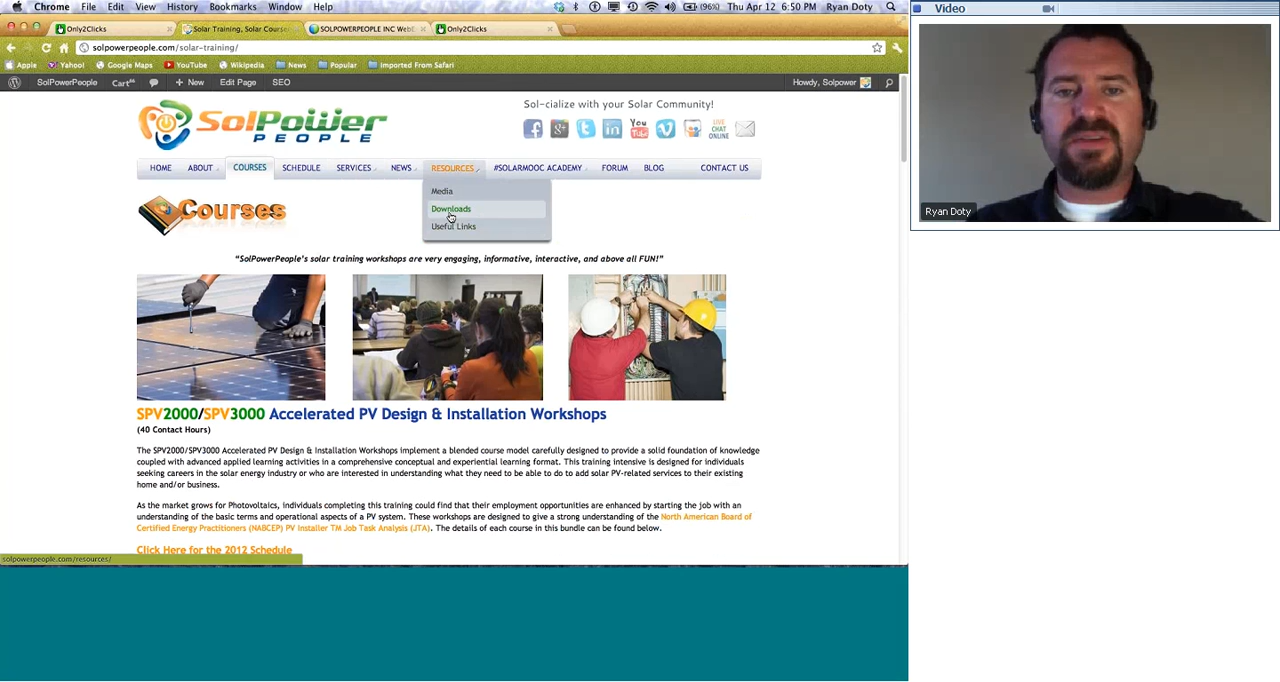 Chrome File Edit View History Bookmarks Window Help (96%) Thu Apr 12 6:50 PM Ryan Doty
Only2Clicks Solar Training, Solar Course SOLPOWERPEOPLE INC Web Only2Clicks
solpowerpeople.com/solar-training/
Apps Yahoo! Google Maps YouTube Wikipedia News Popular Imported From Safari
SolPowerPeople Cart + New Edit Page SEO Howdy, Solpower
SolPower
PEOPLE
Sol-cialize with your Solar Community!
You Tube LIVE CHAT ONLINE
HOME ABOUT COURSES SCHEDULE SERVICES NEWS RESOURCES #SOLARMOOC ACADEMY FORUM BLOG CONTACT US
Media
Downloads
Useful Links
Courses
“SolPowerPeople’s solar training workshops are very engaging, informative, interactive, and above all FUN!”
SPV2000/SPV3000 Accelerated PV Design & Installation Workshops
(40 Contact Hours)
The SPV2000/SPV3000 Accelerated PV Design & Installation Workshops implement a blended course model carefully designed to provide a solid foundation of knowledge
coupled with advanced applied learning activities in a comprehensive conceptual and experiential learning format. This training intensive is designed for individuals
seeking careers in the solar energy industry or who are interested in understanding what they need to be able to do to add solar PV-related services to their existing
home and/or business.
As the market grows for Photovoltaics, individuals completing this training could find that their employment opportunities are enhanced by starting the job with an
understanding of the basic terms and operational aspects of a PV system. These workshops are designed to give a strong understanding of the North American Board of
Certified Energy Practitioners (NABCEP) PV Installer TM Job Task Analysis (JTA). The details of each course in this bundle can be found below.
Click Here for the 2012 Schedule
solpowerpeople.com/resources/
Video
Ryan Doty